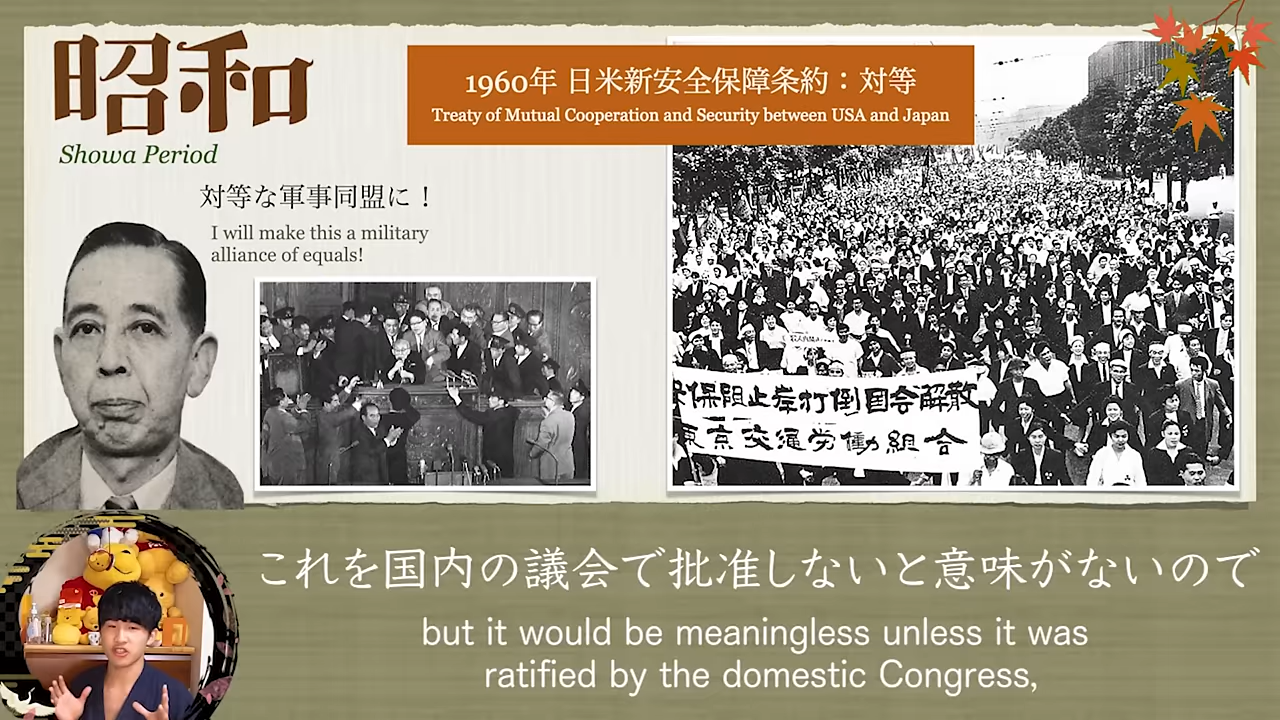 昭和
Showa Period
1960年 日米新安全保障条約：対等
Treaty of Mutual Cooperation and Security between USA and Japan
対等な軍事同盟に！
I will make this a military
alliance of equals!
保阻止岸打倒国会解散
東京交通労働組合
これを国内の議会で批准しないと意味がないので
but it would be meaningless unless it was
ratified by the domestic Congress,